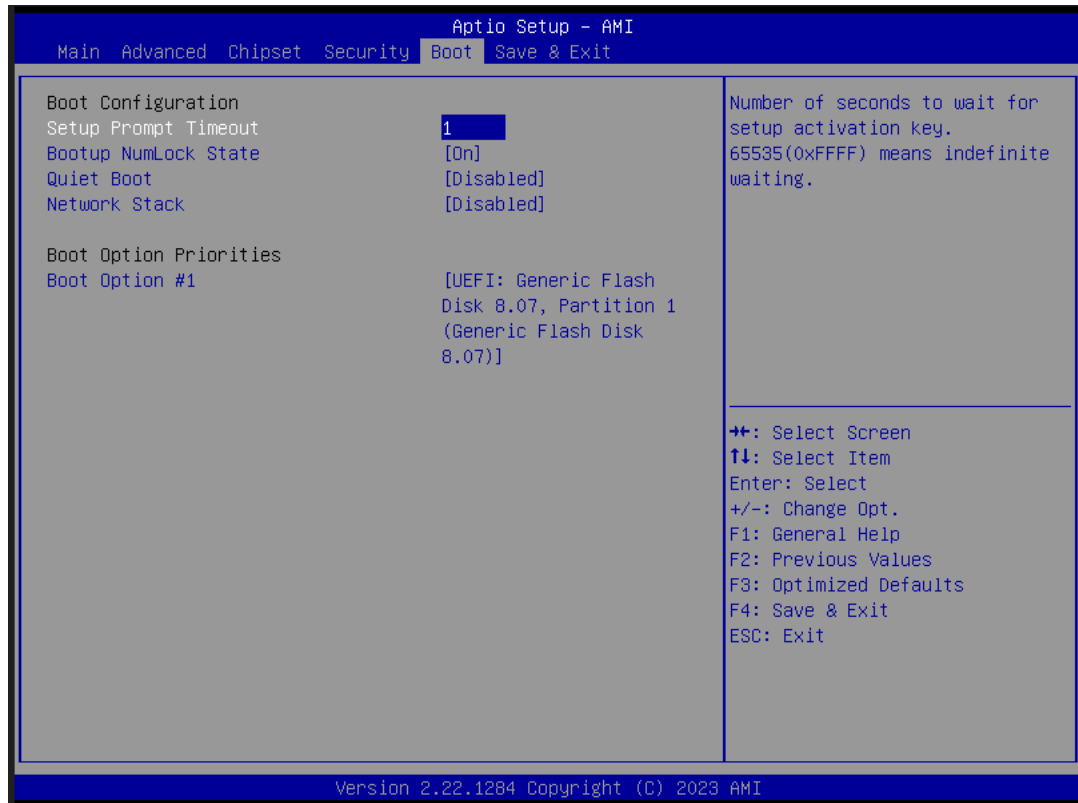 Aptio Setup – AMI
Main Advanced Chipset Security Boot Save & Exit
Boot Configuration
Setup Prompt Timeout 1
Bootup NumLock State [On]
Quiet Boot [Disabled]
Network Stack [Disabled]
Boot Option Priorities
Boot Option #1 [UEFI: Generic Flash
Disk 8.07, Partition 1
(Generic Flash Disk
8.07)]
Number of seconds to wait for
setup activation key.
65535(0xFFFF) means indefinite
waiting.
→←: Select Screen
↑↓: Select Item
Enter: Select
+/-: Change Opt.
F1: General Help
F2: Previous Values
F3: Optimized Defaults
F4: Save & Exit
ESC: Exit
Version 2.22.1284 Copyright (C) 2023 AMI